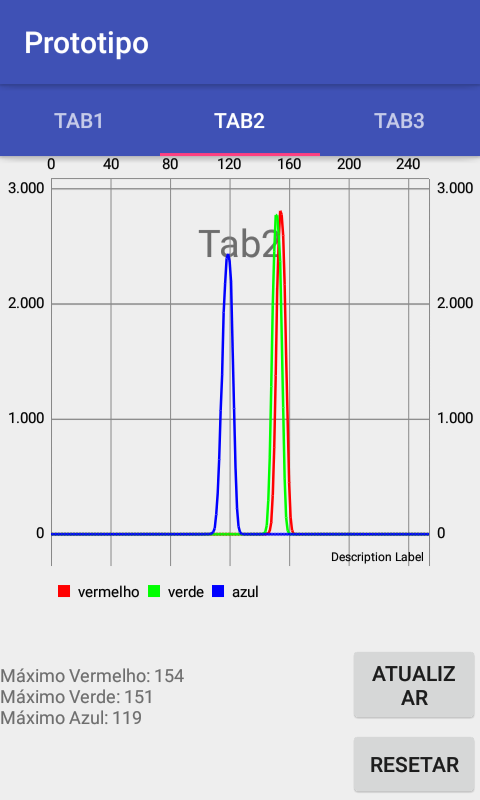 Prototipo
TAB1 TAB2 TAB3
0 40 80 120 160 200 240
3.000 3.000
Tab2
2.000 2.000
1.000 1.000
0 0
Description Label
vermelho verde azul
Máximo Vermelho: 154
Máximo Verde: 151
Máximo Azul: 119
ATUALIZ
AR
RESETAR